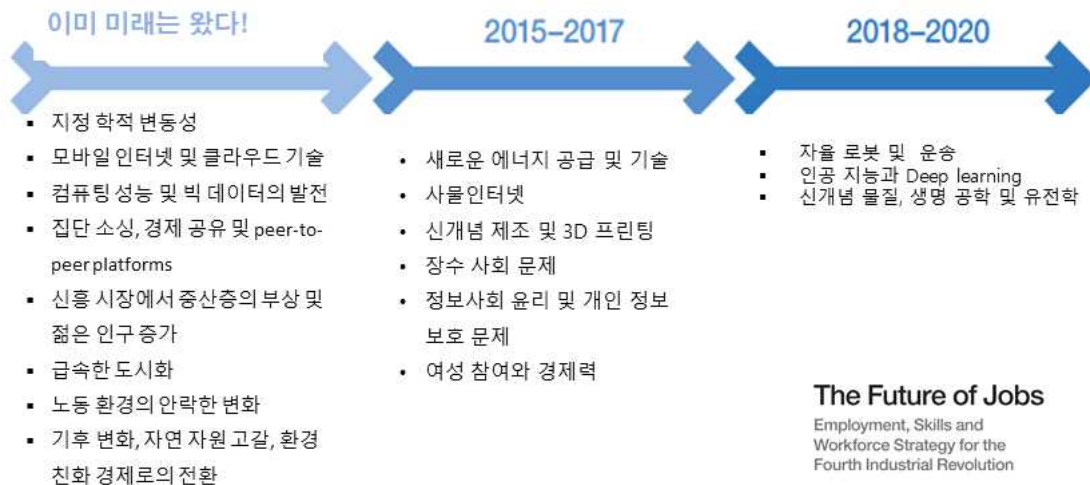 이미 미래는 왔다!
지정 학적 변동성
모바일 인터넷 및 클라우드 기술
컴퓨팅 성능 및 빅 데이터의 발전
집단 소싱, 경제 공유 및 peer-to-
peer platforms
신흥 시장에서 중산층의 부상 및
젊은 인구 증가
급속한 도시화
노동 환경의 안락한 변화
기후 변화, 자연 자원 고갈, 환경
친화 경제로의 전환
2015–2017
새로운 에너지 공급 및 기술
사물인터넷
신개념 제조 및 3D 프린팅
장수 사회 문제
정보사회 윤리 및 개인 정보
보호 문제
여성 참여와 경제력
2018–2020
자율 로봇 및 운송
인공 지능과 Deep learning
신개념 물질, 생명 공학 및 유전학
The Future of Jobs
Employment, Skills and
Workforce Strategy for the
Fourth Industrial Revolution